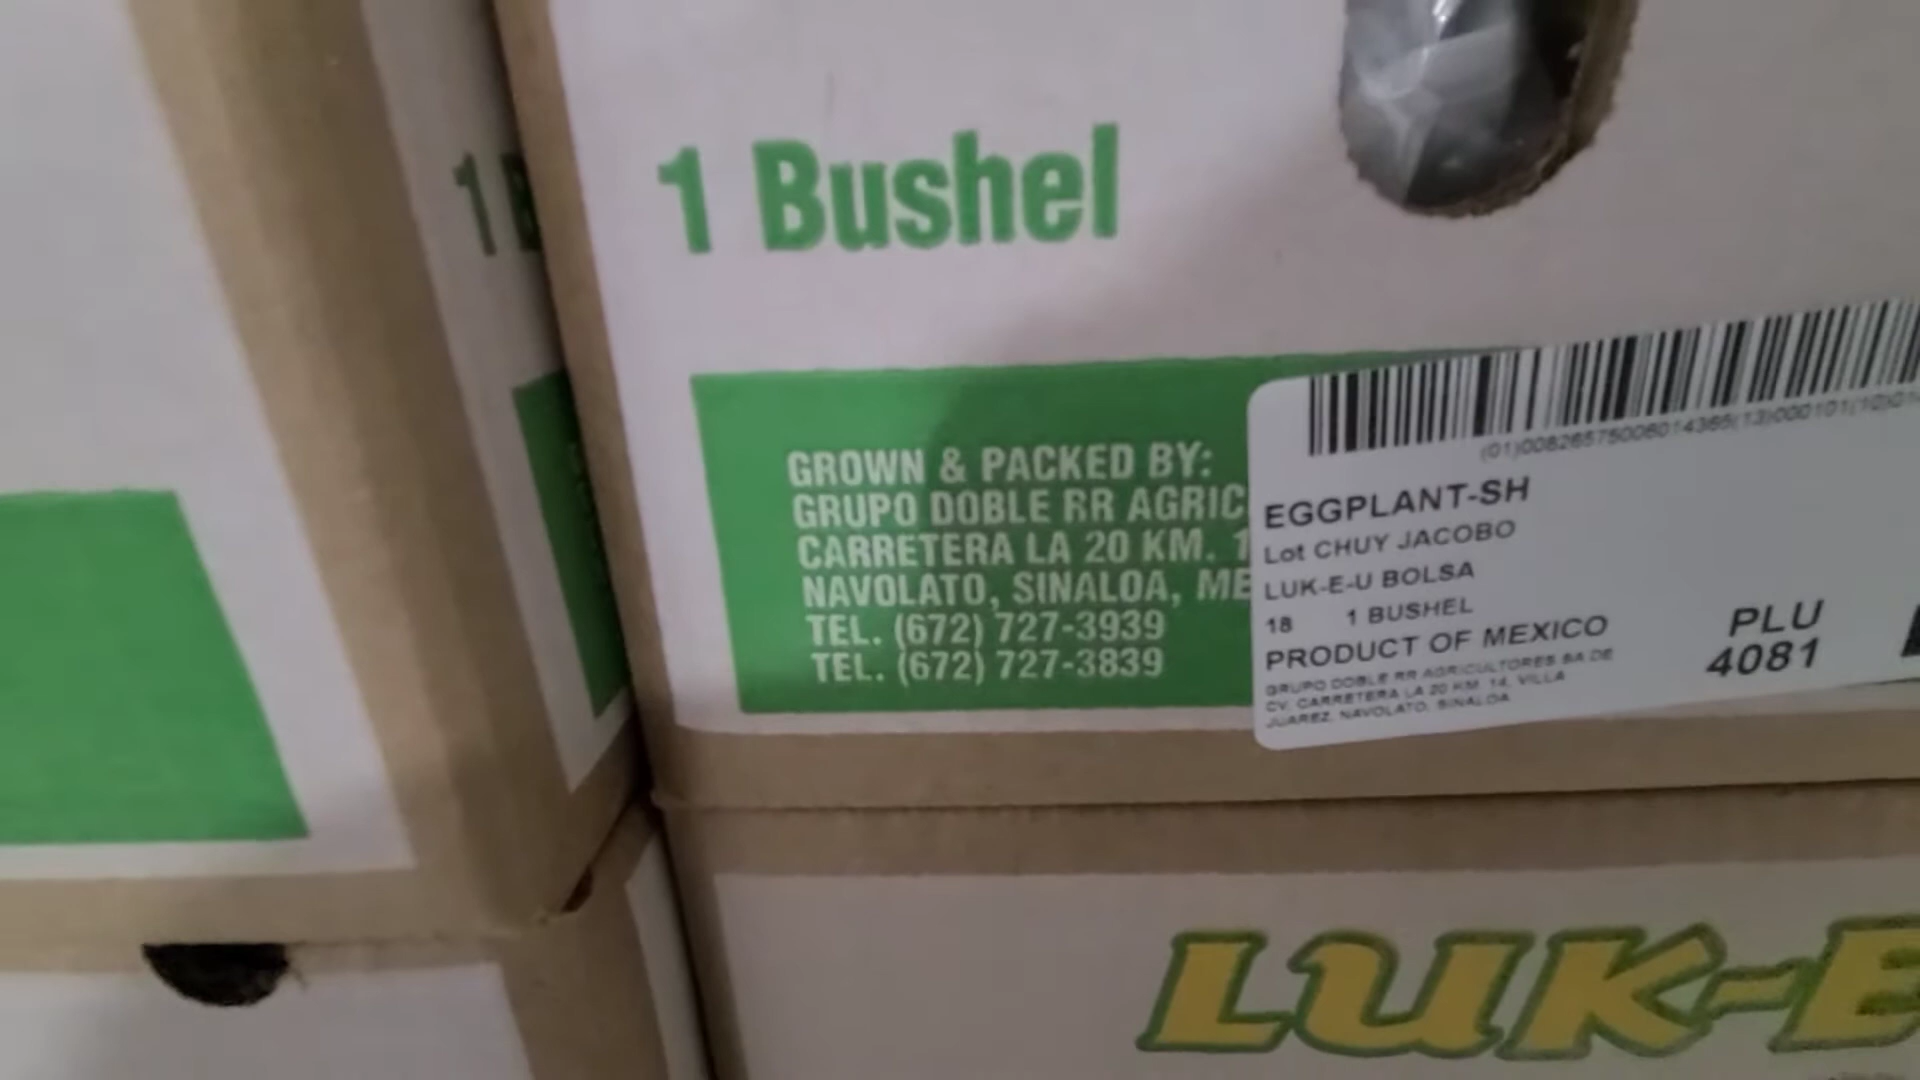 1 B
1 Bushel
GROWN & PACKED BY:
GRUPO DOBLE RR AGRIC
CARRETERA LA 20 KM. 1
NAVOLATO, SINALOA, ME
TEL. (672) 727-3939
TEL. (672) 727-3839
EGGPLANT-SH
Lot CHUY JACOBO
LUK-E-U BOLSA
18 1 BUSHEL
PRODUCT OF MEXICO
GRUPO DOBLE RR AGRICULTORES SA DE
CV. CARRETERA LA 20 KM. 14, VILLA
JUAREZ, NAVOLATO, SINALOA
PLU
4081
LUK-E